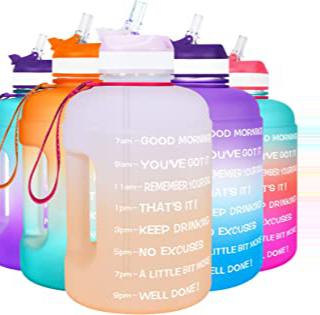 7am- GOOD MORNING
9am- YOU'VE GOT IT
11am- REMEMBER YOUR GOAL
1pm- THAT'S IT!
3pm- KEEP DRINKING
5pm- NO EXCUSES
7pm- A LITTLE BIT MORE
9pm- WELL DONE!